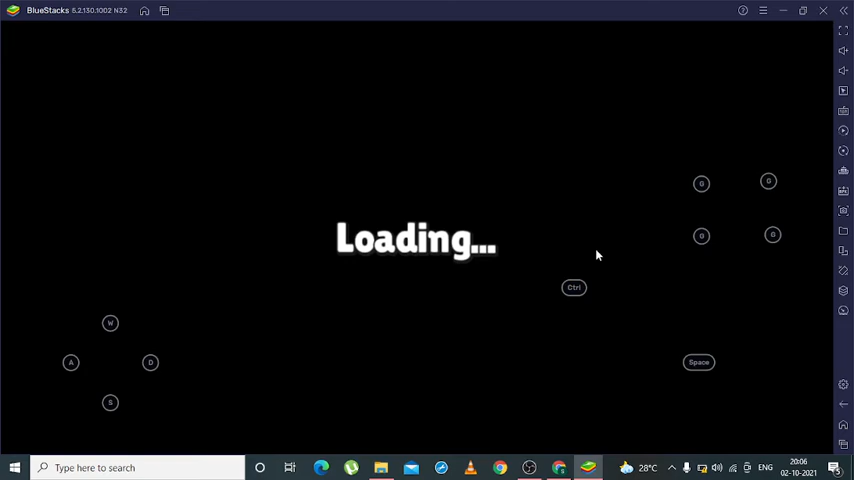 BlueStacks 5.2.130.1002 N32
G G
G G
Loading...
Ctrl
W
A D
Space
S
Type here to search
28°C
ENG
20:06
02-10-2021